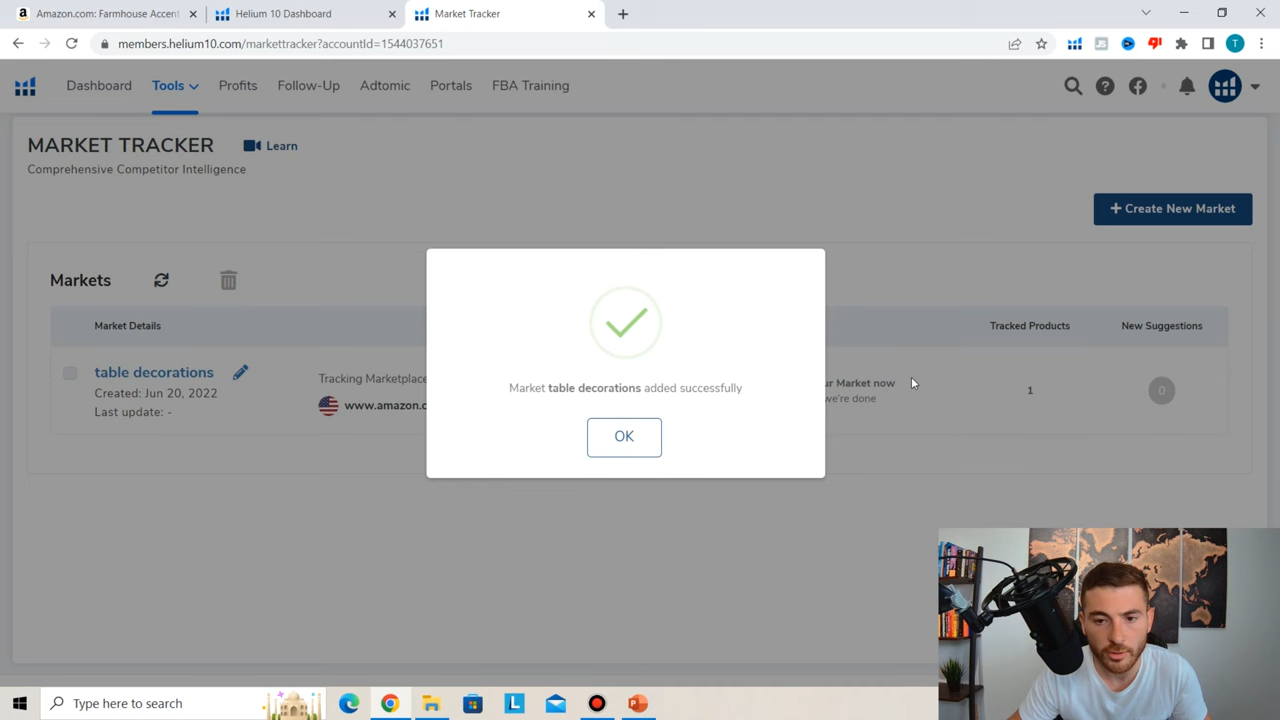 Amazon.com: Farmhouse Accent
Helium 10 Dashboard
Market Tracker
members.helium10.com/markettracker?accountId=1544037651
Dashboard
Tools
Profits
Follow-Up
Adtomic
Portals
FBA Training
MARKET TRACKER
Learn
Comprehensive Competitor Intelligence
+ Create New Market
Markets
Market Details
Tracked Products
New Suggestions
table decorations
Created: Jun 20, 2022
Last update: -
Tracking Marketplace
www.amazon.c
ur Market now
we're done
1
0
Market table decorations added successfully
OK
Type here to search